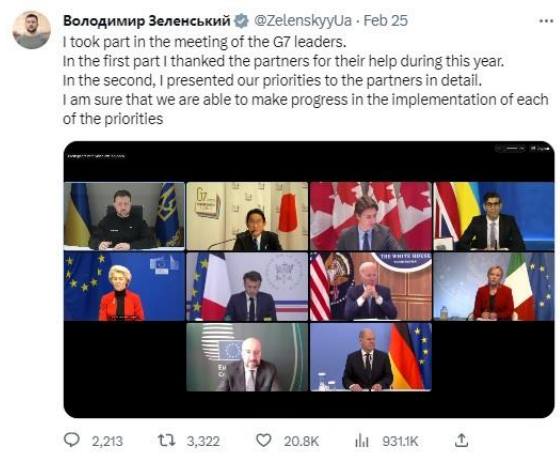 Володимир Зеленський @ZelenskyyUa · Feb 25
I took part in the meeting of the G7 leaders.
In the first part I thanked the partners for their help during this year.
In the second, I presented our priorities to the partners in detail.
I am sure that we are able to make progress in the implementation of each
of the priorities
G7
THE WHITE HOUSE
2,213 3,322 20.8K 931.1K